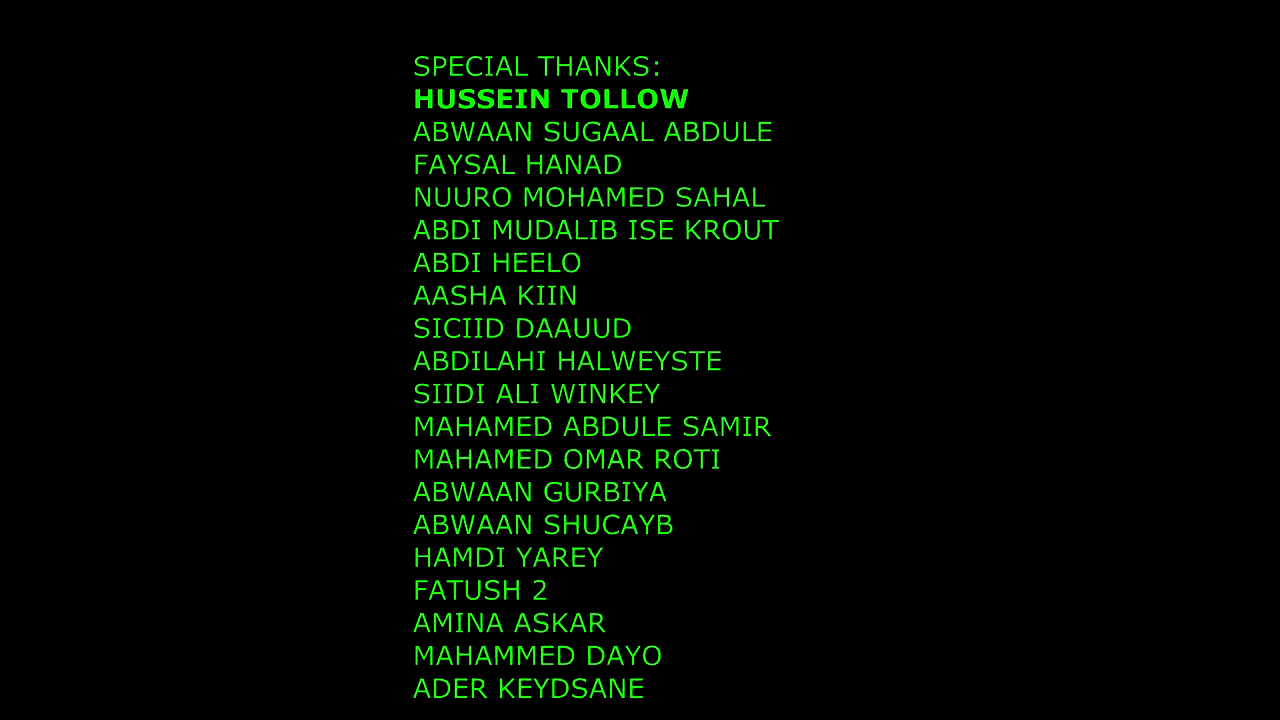 SPECIAL THANKS:
HUSSEIN TOLLOW
ABWAAN SUGAAL ABDULE
FAYSAL HANAD
NUURO MOHAMED SAHAL
ABDI MUDALIB ISE KROUT
ABDI HEELO
AASHA KIIN
SICIID DAAUUD
ABDILAHI HALWEYSTE
SIIDI ALI WINKEY
MAHAMED ABDULE SAMIR
MAHAMED OMAR ROTI
ABWAAN GURBIYA
ABWAAN SHUCAYB
HAMDI YAREY
FATUSH 2
AMINA ASKAR
MAHAMMED DAYO
ADER KEYDSANE